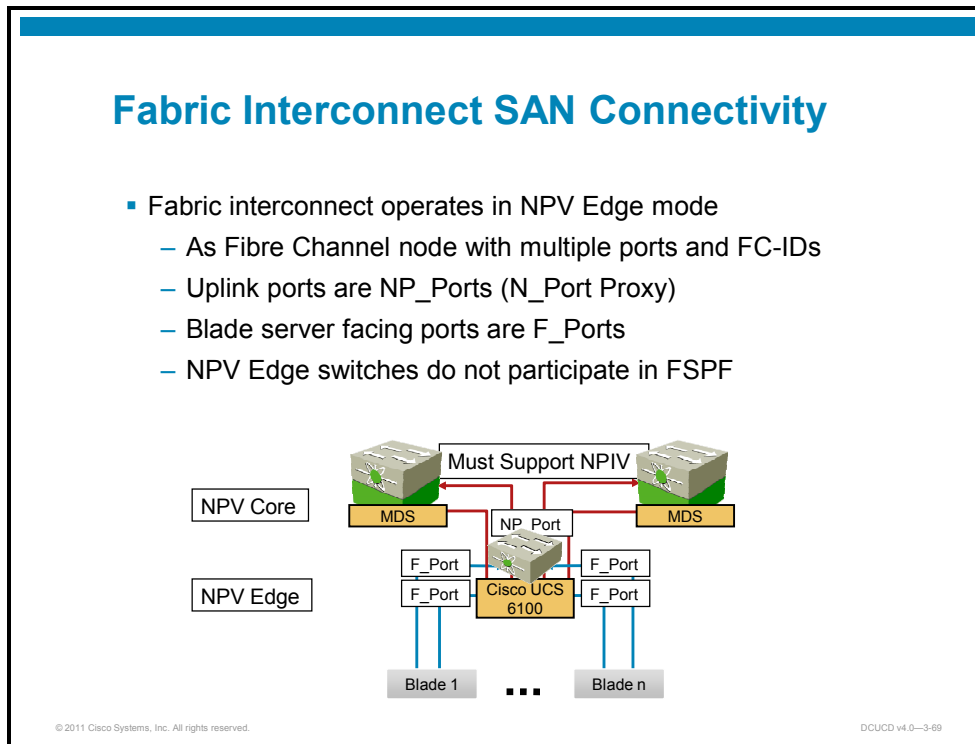 Fabric Interconnect SAN Connectivity
▪ Fabric interconnect operates in NPV Edge mode
– As Fibre Channel node with multiple ports and FC-IDs
– Uplink ports are NP_Ports (N_Port Proxy)
– Blade server facing ports are F_Ports
– NPV Edge switches do not participate in FSPF
Must Support NPIV
NPV Core
MDS
NP_Port
MDS
F_Port
F_Port
NPV Edge
F_Port
Cisco UCS
6100
F_Port
Blade 1
...
Blade n
© 2011 Cisco Systems, Inc. All rights reserved.
DCUCD v4.0—3-69